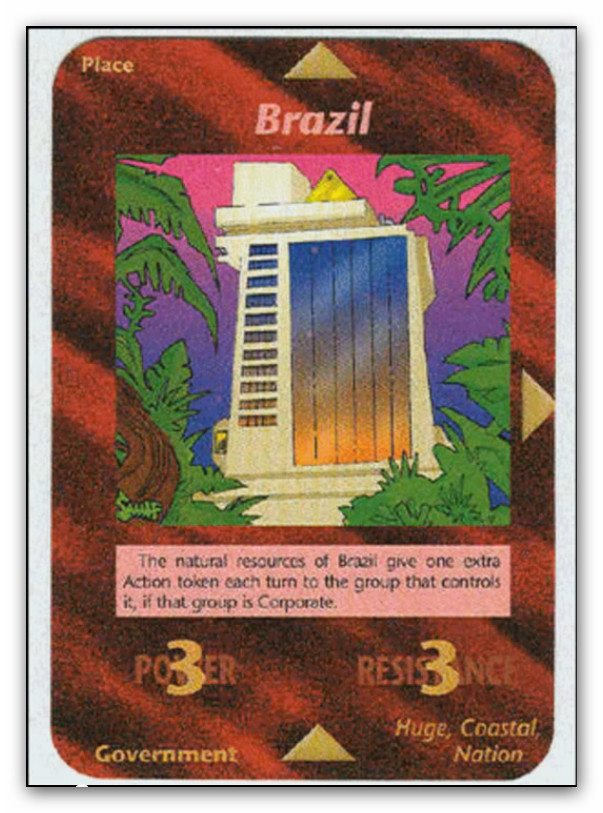 Place
Brazil
The natural resources of Brazil give one extra
Action token each turn to the group that controls
it, if that group is Corporate.
POWER 3
RESISTANCE 3
Huge, Coastal,
Government
Nation